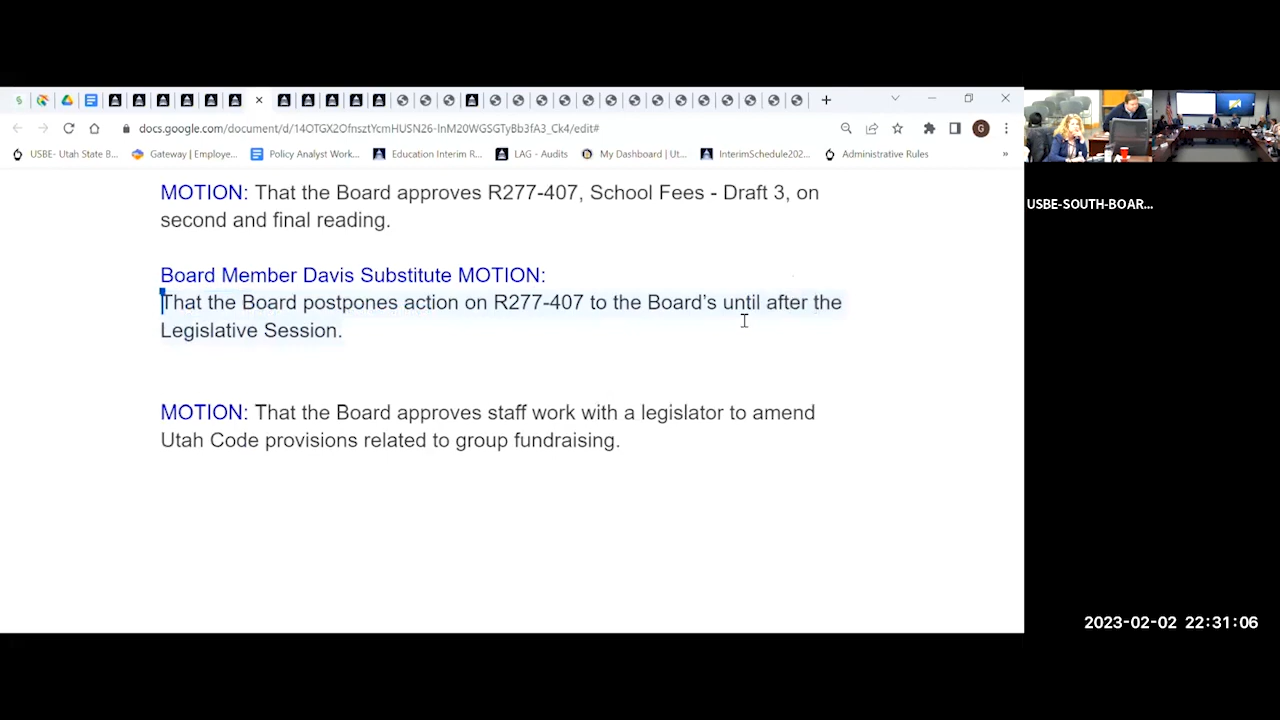 docs.google.com/document/d/14OTGX2OfnsztYcmHUSN26-InM20WGSGTyBb3fA3_Ck4/edit#
USBE- Utah State B... Gateway | Employe... Policy Analyst Work... Education Interim R... LAG - Audits My Dashboard | Ut... InterimSchedule202... Administrative Rules »
MOTION: That the Board approves R277-407, School Fees - Draft 3, on
second and final reading.
Board Member Davis Substitute MOTION:
That the Board postpones action on R277-407 to the Board’s until after the
Legislative Session.
MOTION: That the Board approves staff work with a legislator to amend
Utah Code provisions related to group fundraising.
USBE-SOUTH-BOAR...
2023-02-02 22:31:06